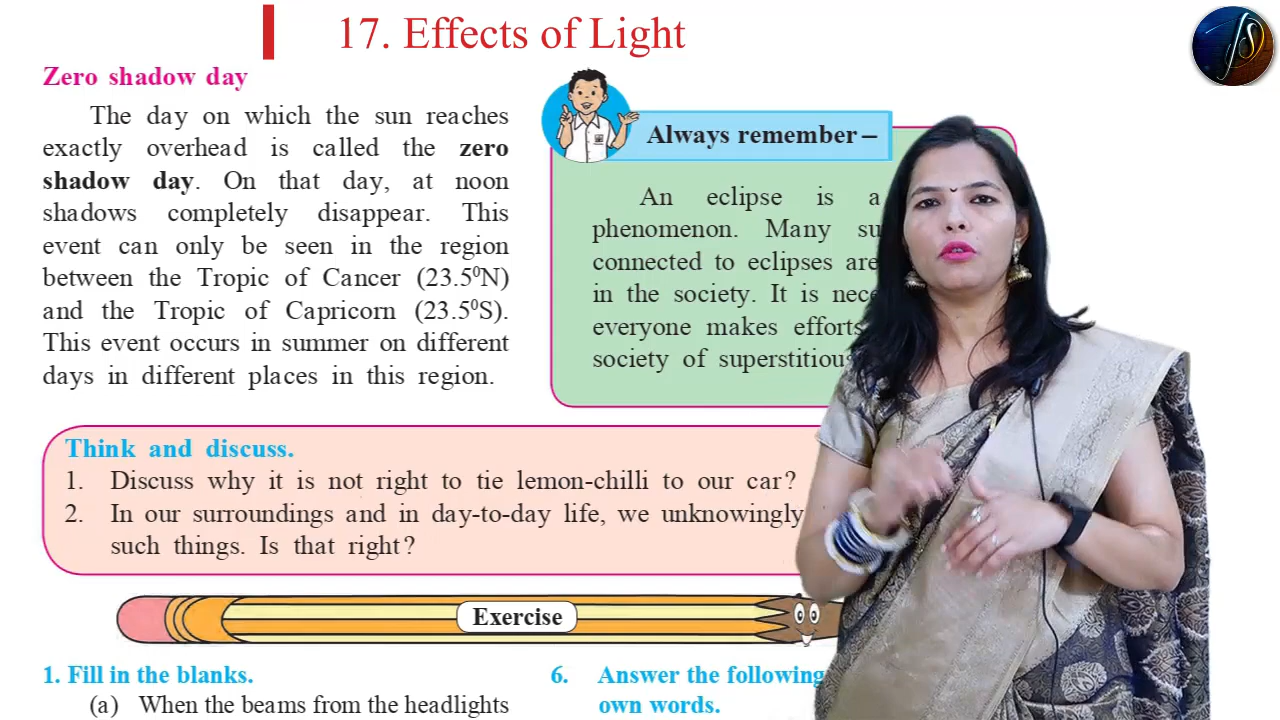 17. Effects of Light
Zero shadow day
The day on which the sun reaches
exactly overhead is called the zero
shadow day. On that day, at noon
shadows completely disappear. This
event can only be seen in the region
between the Tropic of Cancer (23.5⁰N)
and the Tropic of Capricorn (23.5⁰S).
This event occurs in summer on different
days in different places in this region.
Always remember–
An eclipse is a
phenomenon. Many
connected to eclipses are
in the society. It is
everyone makes efforts
society of
Think and discuss.
1. Discuss why it is not right to tie lemon-chilli to our car?
2. In our surroundings and in day-to-day life, we unknowingly
such things. Is that right?
Exercise
1. Fill in the blanks.
(a) When the beams from the headlights
6. Answer the following
own words.